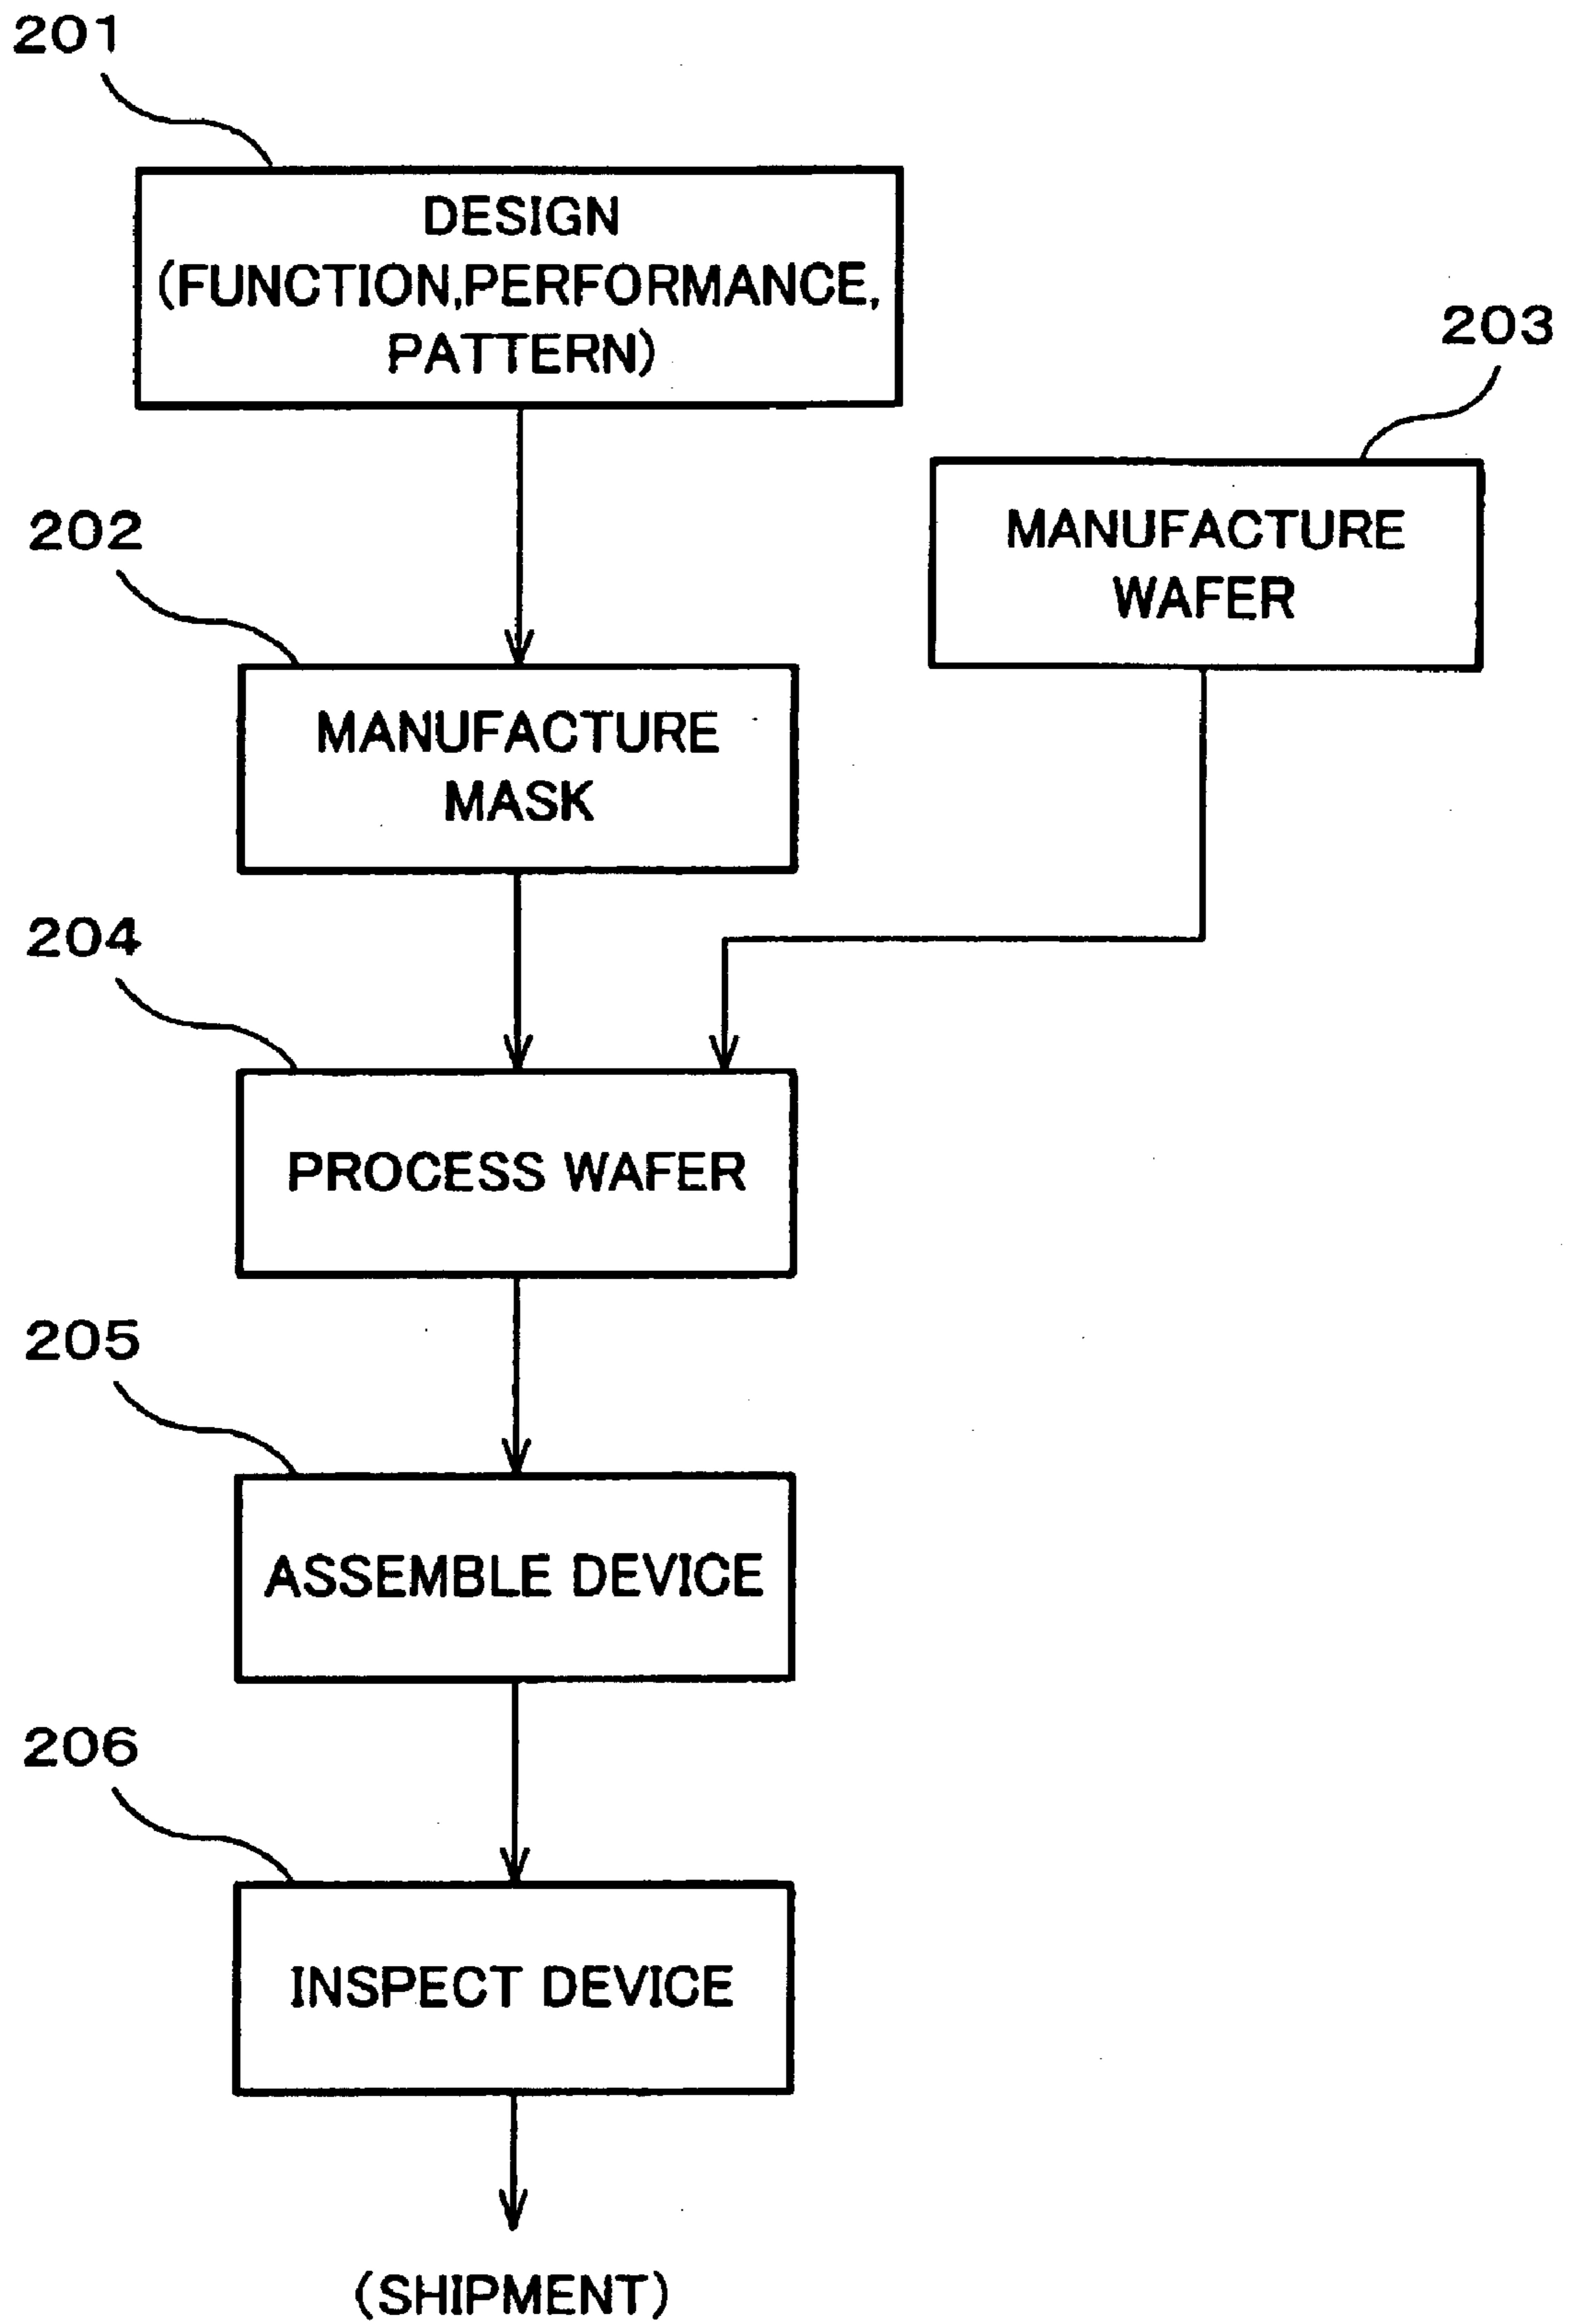 201
DESIGN
(FUNCTION,PERFORMANCE,
PATTERN)
203
MANUFACTURE
WAFER
202
MANUFACTURE
MASK
204
PROCESS WAFER
205
ASSEMBLE DEVICE
206
INSPECT DEVICE
(SHIPMENT)